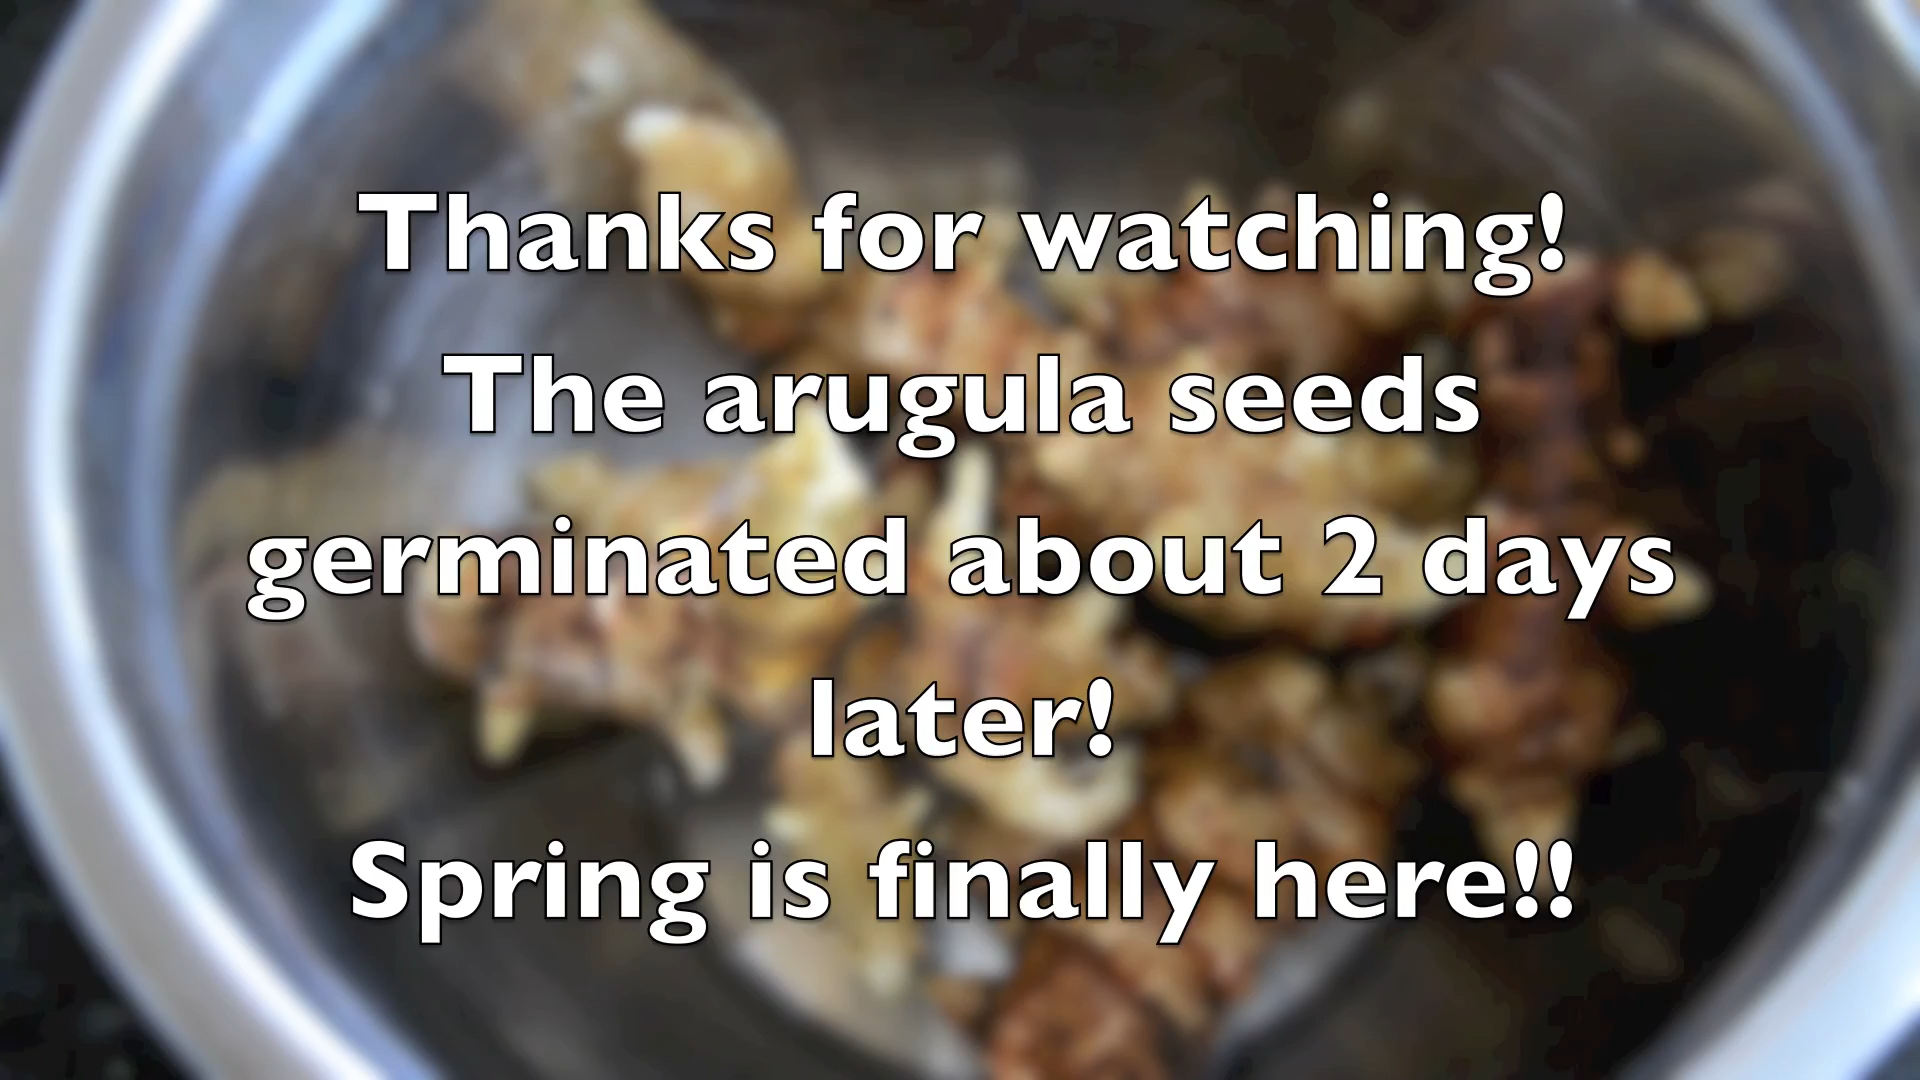 Thanks for watching!
The arugula seeds
germinated about 2 days
later!
Spring is finally here!!